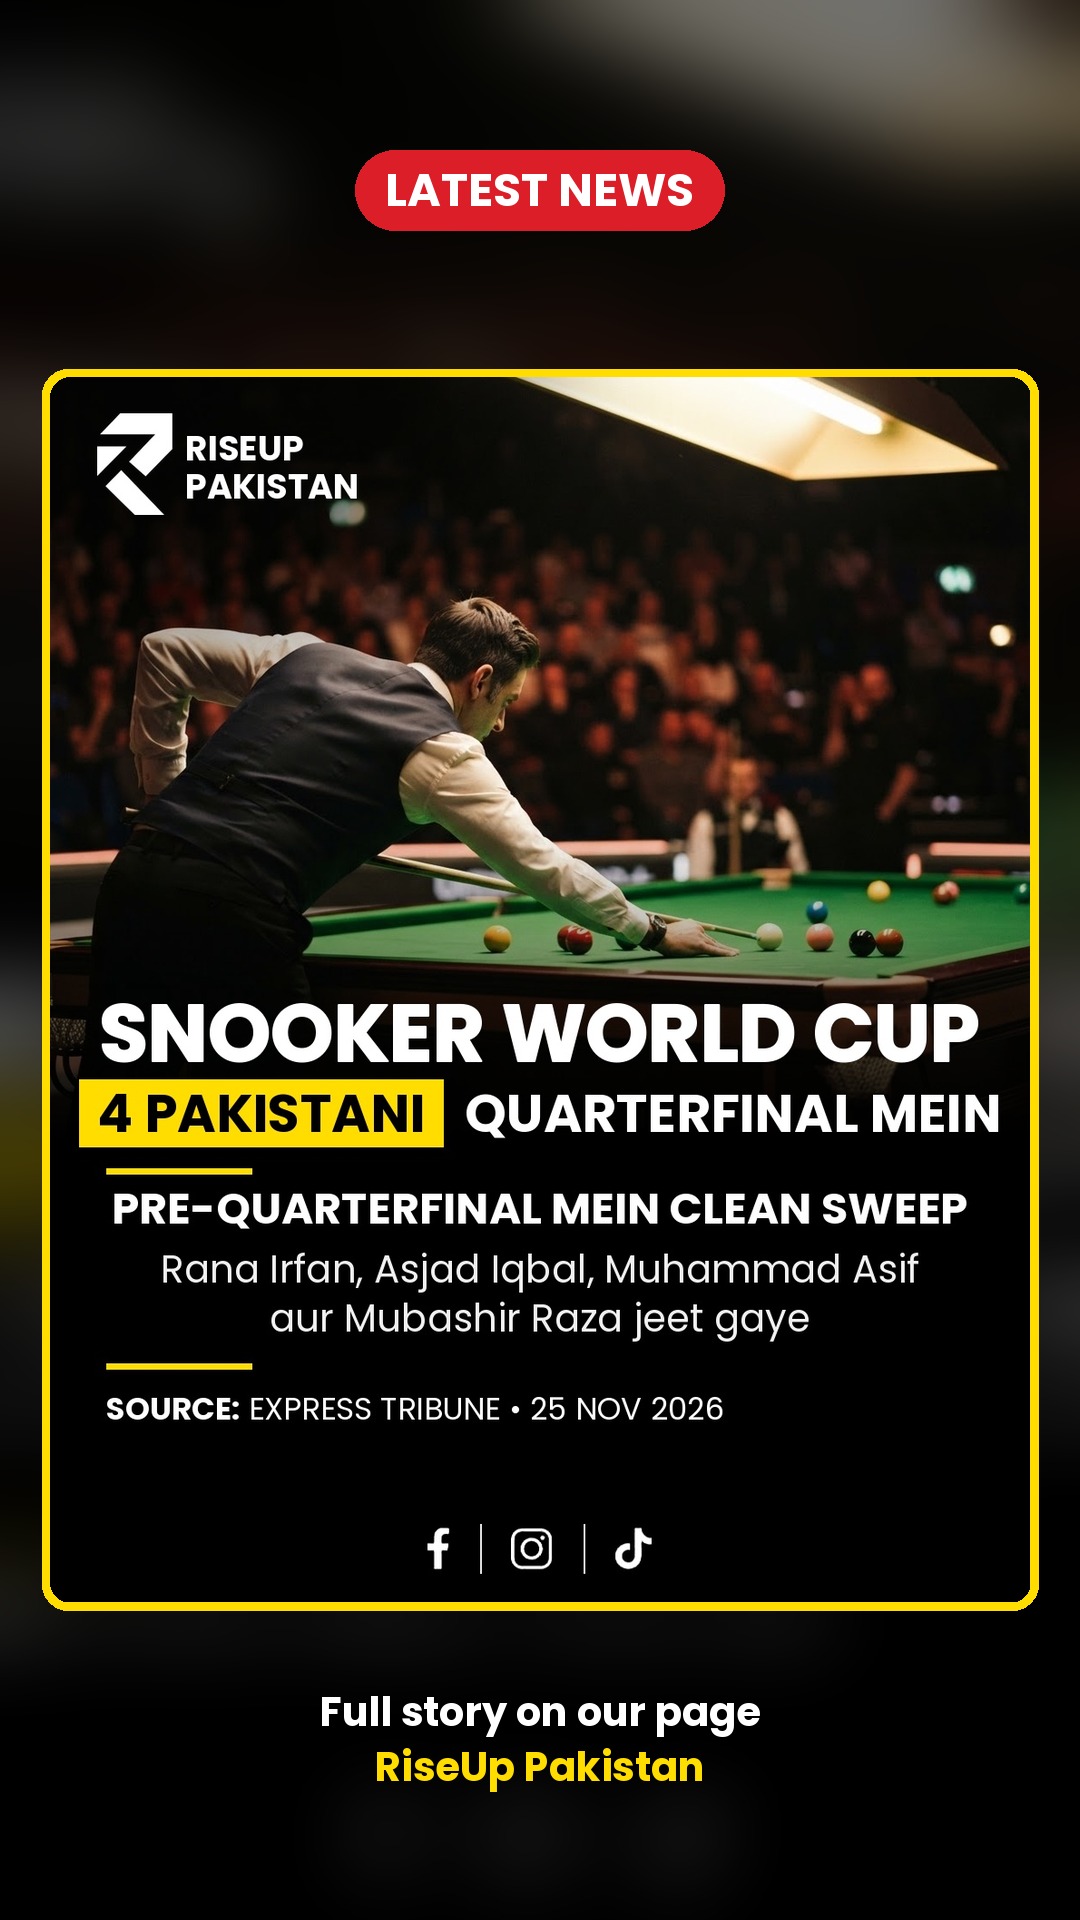 LATEST NEWS
RISEUP
PAKISTAN
SNOOKER WORLD CUP
4 PAKISTANI QUARTERFINAL MEIN
PRE-QUARTERFINAL MEIN CLEAN SWEEP
Rana Irfan, Asjad Iqbal, Muhammad Asif
aur Mubashir Raza jeet gaye
SOURCE: EXPRESS TRIBUNE • 25 NOV 2026
Full story on our page
RiseUp Pakistan